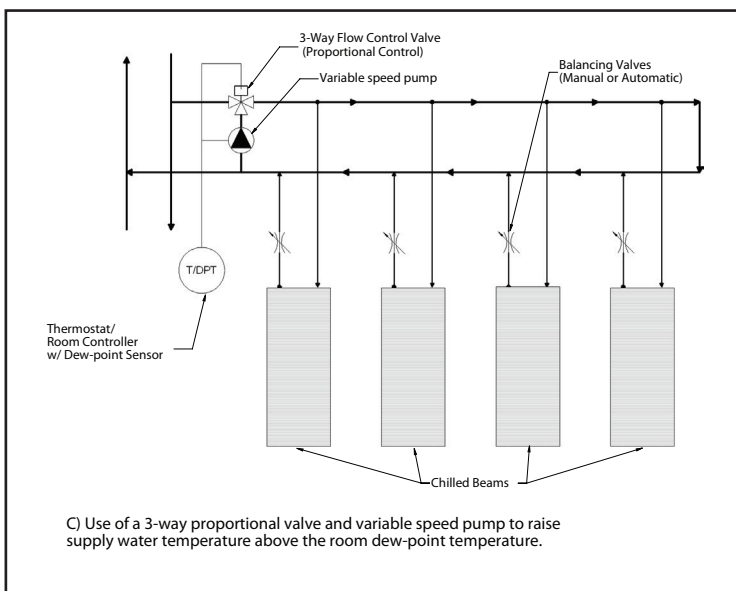 3-Way Flow Control Valve
(Proportional Control)
Variable speed pump
Balancing Valves
(Manual or Automatic)
T/DPT
Thermostat/
Room Controller
w/ Dew-point Sensor
Chilled Beams
C) Use of a 3-way proportional valve and variable speed pump to raise
supply water temperature above the room dew-point temperature.